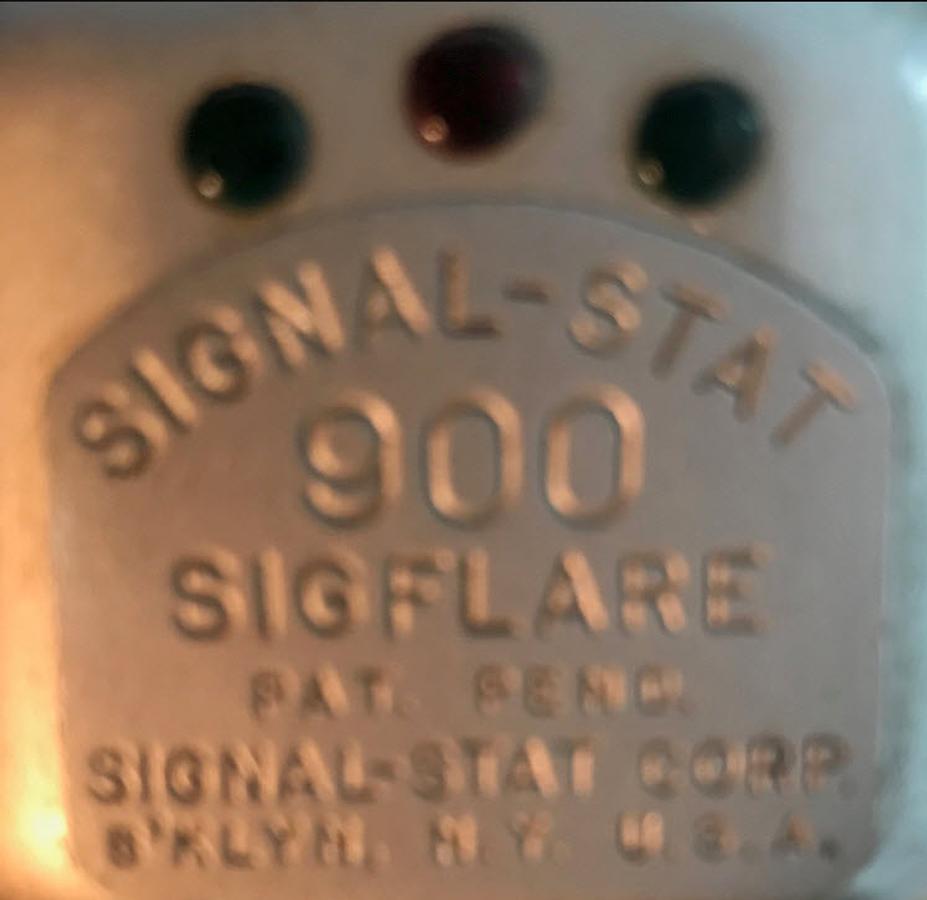 SIGNAL-STAT
900
SIGFLARE
PAT. PEND.
SIGNAL-STAT CORP.
B'KLYN. N.Y. U.S.A.